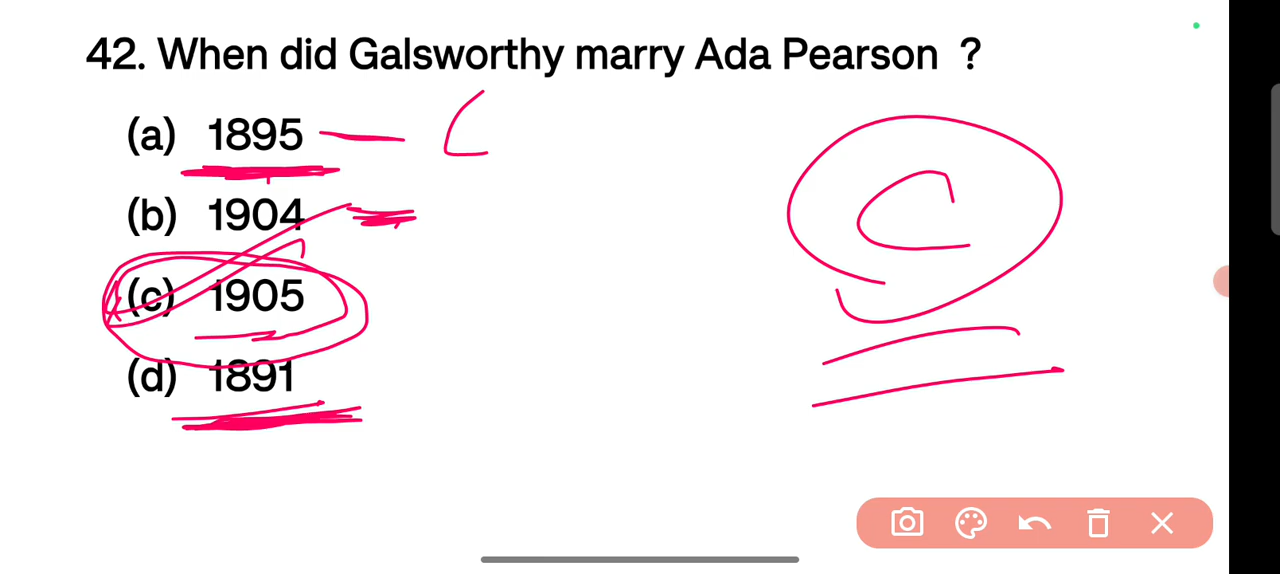 42. When did Galsworthy marry Ada Pearson ?
(a) 1895
(b) 1904
(c) 1905
(d) 1891
C